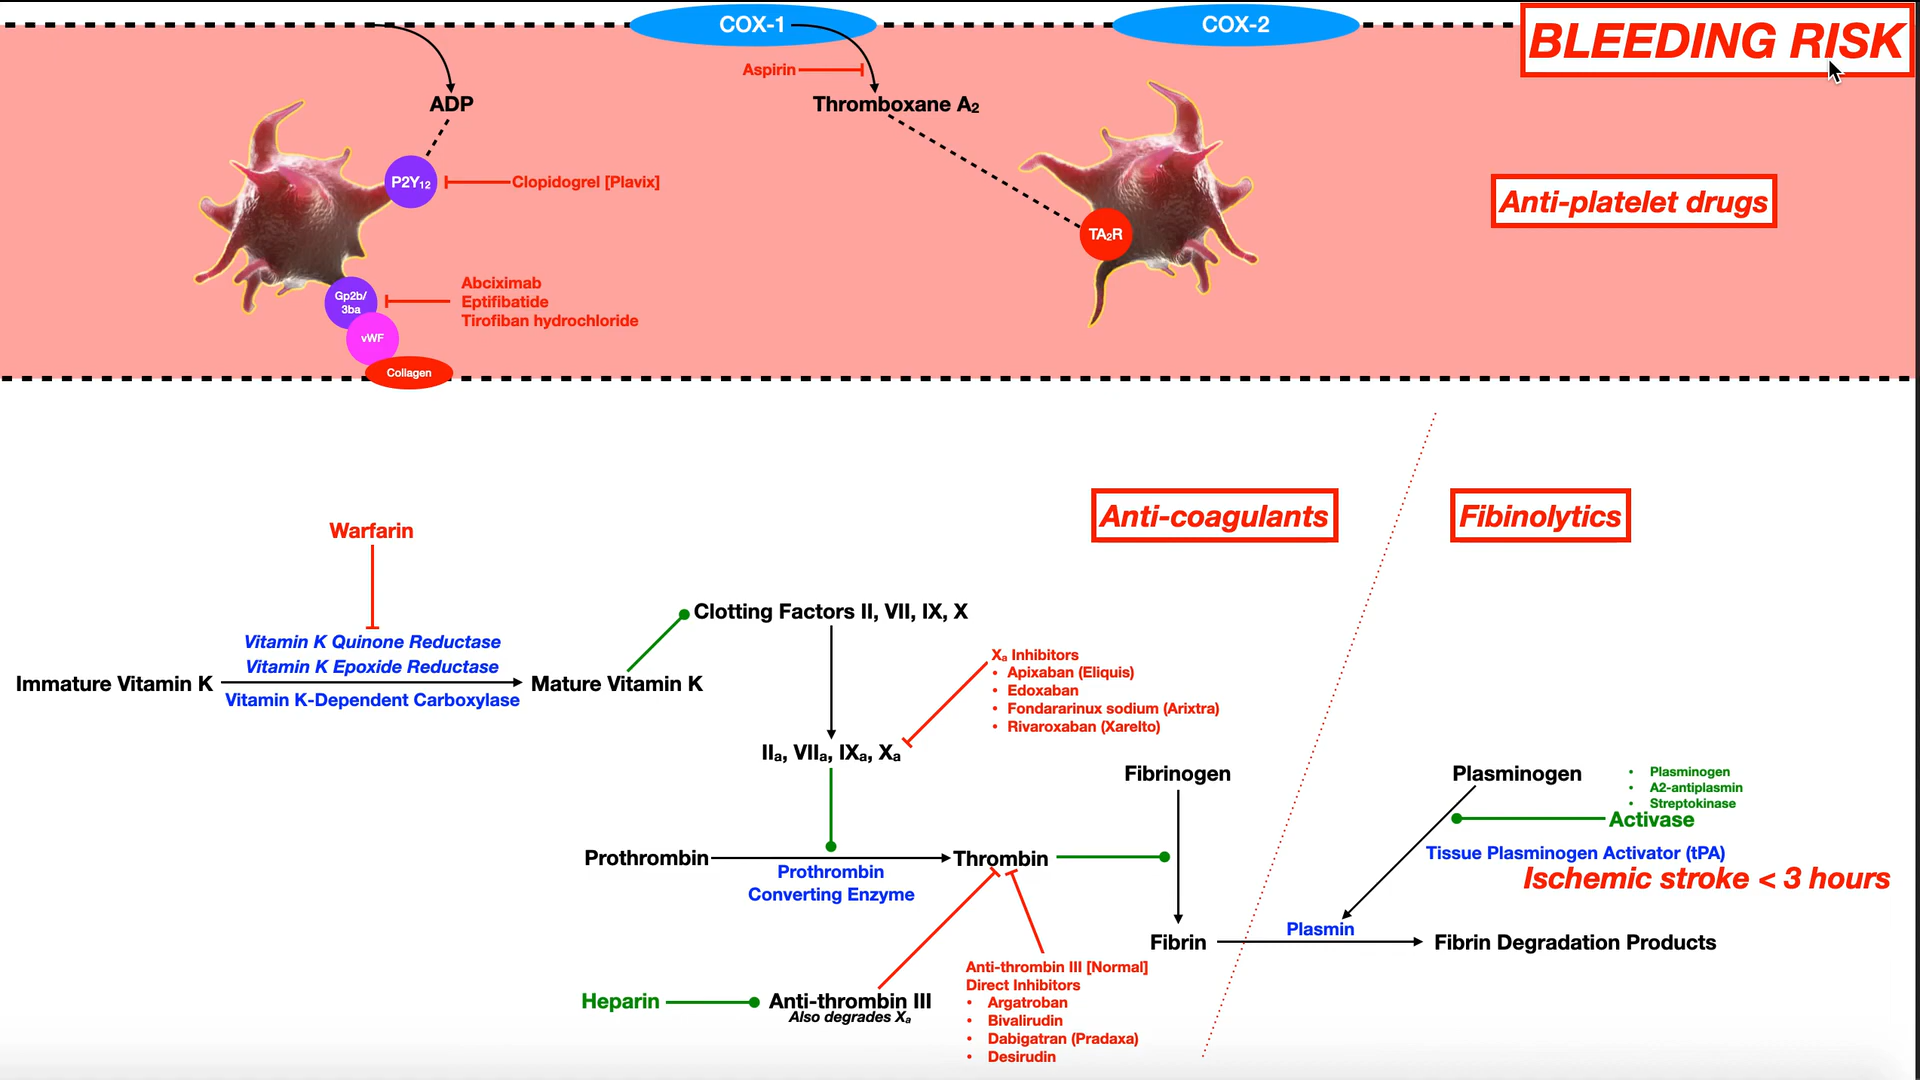 COX-1
COX-2
BLEEDING RISK
Aspirin
ADP
Thromboxane A₂
P2Y₁₂
Clopidogrel [Plavix]
Anti-platelet drugs
TA₂R
Gp2b/
3ba
Abciximab
Eptifibatide
Tirofiban hydrochloride
vWF
Collagen
Anti-coagulants
Fibinolytics
Warfarin
Clotting Factors II, VII, IX, X
Vitamin K Quinone Reductase
Vitamin K Epoxide Reductase
Immature Vitamin K
Mature Vitamin K
Vitamin K-Dependent Carboxylase
Xₐ Inhibitors
• Apixaban (Eliquis)
• Edoxaban
• Fondararinux sodium (Arixtra)
• Rivaroxaban (Xarelto)
IIₐ, VIIₐ, IXₐ, Xₐ
Fibrinogen
Plasminogen
• Plasminogen
• A2-antiplasmin
• Streptokinase
Activase
Tissue Plasminogen Activator (tPA)
Ischemic stroke < 3 hours
Prothrombin
Thrombin
Prothrombin
Converting Enzyme
Plasmin
Fibrin
Fibrin Degradation Products
Heparin
Anti-thrombin III
Also degrades Xₐ
Anti-thrombin III [Normal]
Direct Inhibitors
• Argatroban
• Bivalirudin
• Dabigatran (Pradaxa)
• Desirudin